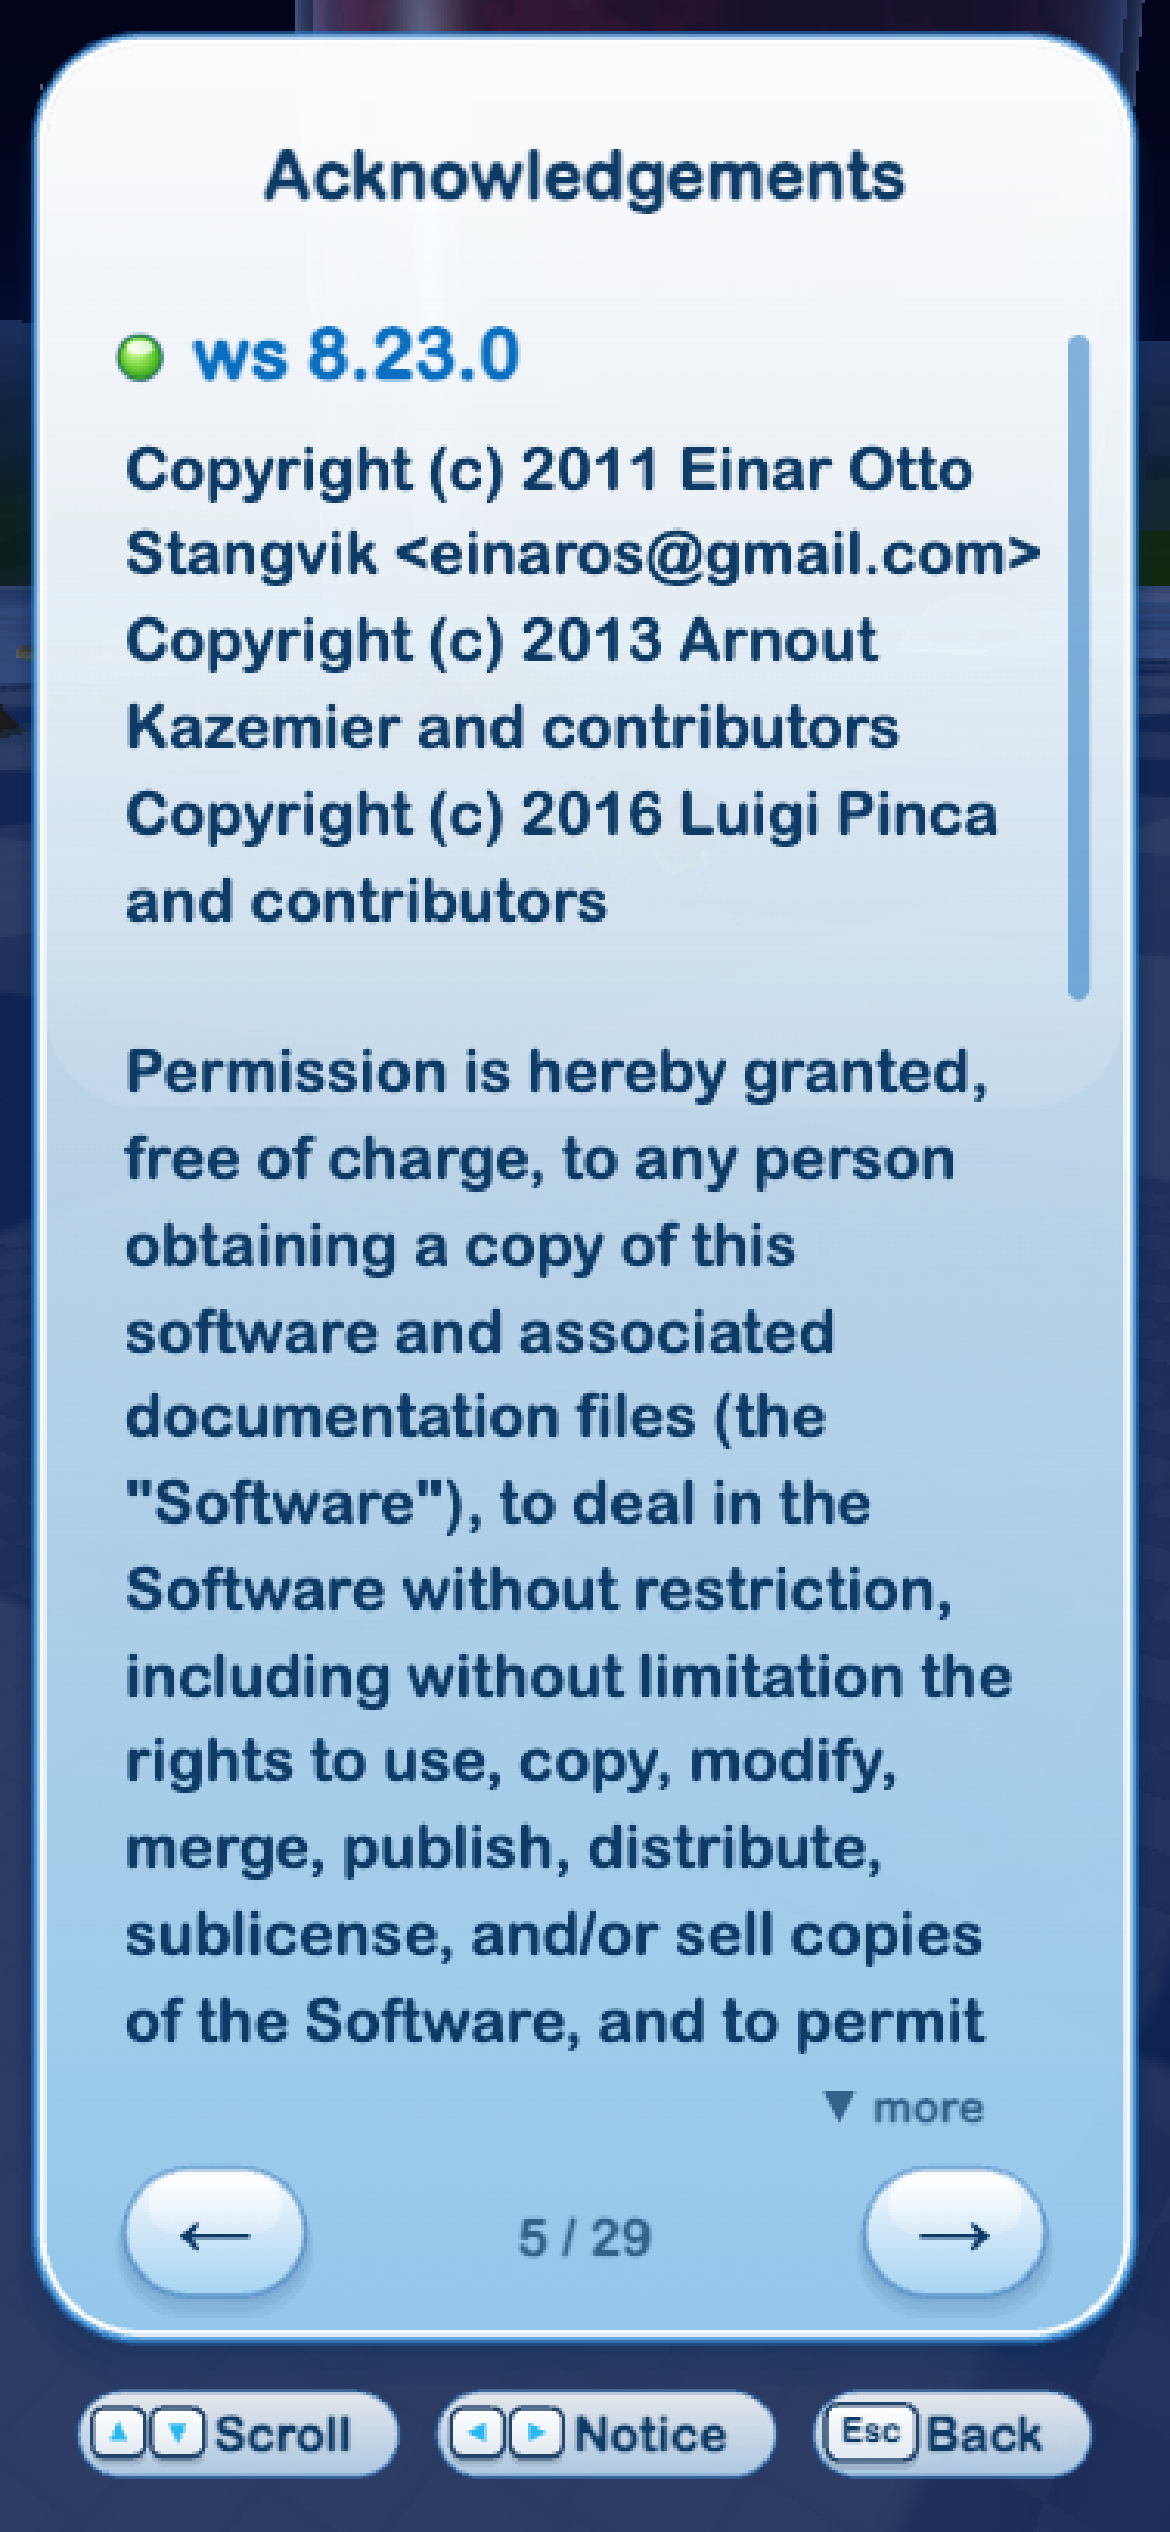 Acknowledgements
ws 8.23.0
Copyright (c) 2011 Einar Otto
Stangvik <einaros@gmail.com>
Copyright (c) 2013 Arnout
Kazemier and contributors
Copyright (c) 2016 Luigi Pinca
and contributors
Permission is hereby granted,
free of charge, to any person
obtaining a copy of this
software and associated
documentation files (the
"Software"), to deal in the
Software without restriction,
including without limitation the
rights to use, copy, modify,
merge, publish, distribute,
sublicense, and/or sell copies
of the Software, and to permit
▼ more
← 5 / 29 →
▲ ▼ Scroll ◀ ▶ Notice Esc Back